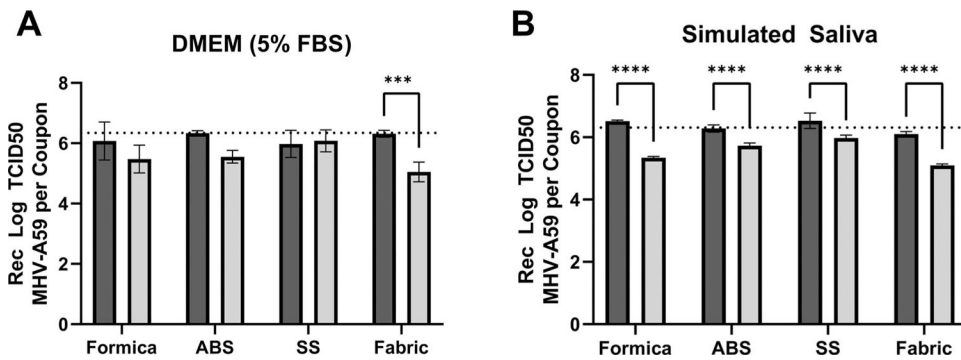 A
DMEM (5% FBS)
Rec Log TCID50
MHV-A59 per Coupon
8
6
4
2
0
***
Formica ABS SS Fabric
B
Simulated Saliva
Rec Log TCID50
MHV-A59 per Coupon
8
6
4
2
0
**** **** **** ****
Formica ABS SS Fabric